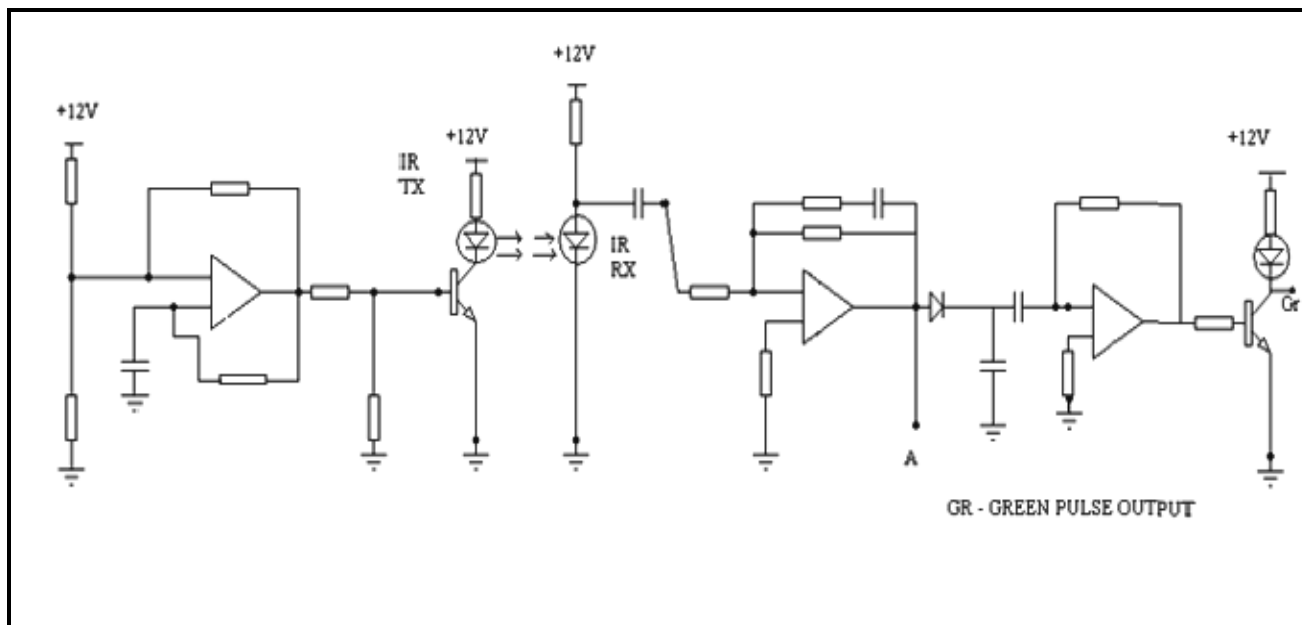 +12V
+12V
+12V
IR
TX
IR
RX
+12V
Gr
A
GR - GREEN PULSE OUTPUT